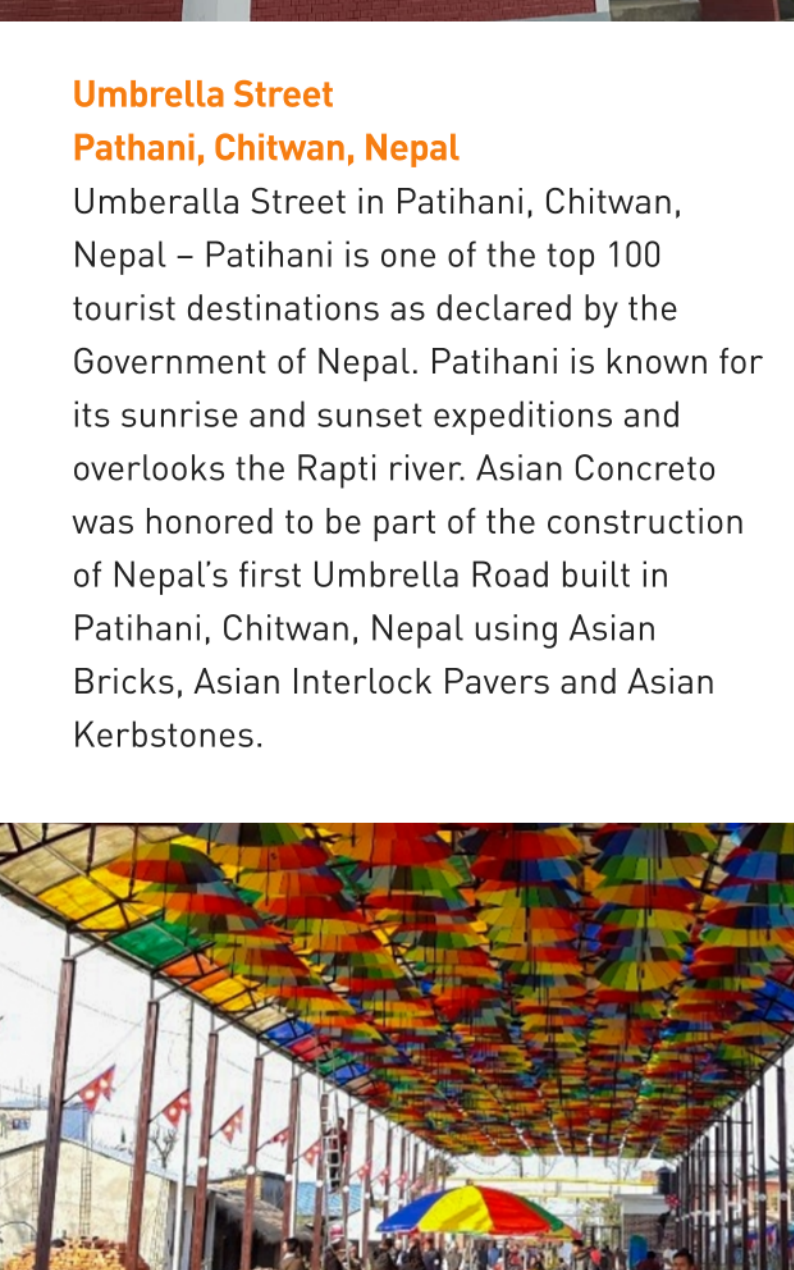 Umbrella Street
Pathani, Chitwan, Nepal
Umberalla Street in Patihani, Chitwan,
Nepal – Patihani is one of the top 100
tourist destinations as declared by the
Government of Nepal. Patihani is known for
its sunrise and sunset expeditions and
overlooks the Rapti river. Asian Concreto
was honored to be part of the construction
of Nepal’s first Umbrella Road built in
Patihani, Chitwan, Nepal using Asian
Bricks, Asian Interlock Pavers and Asian
Kerbstones.